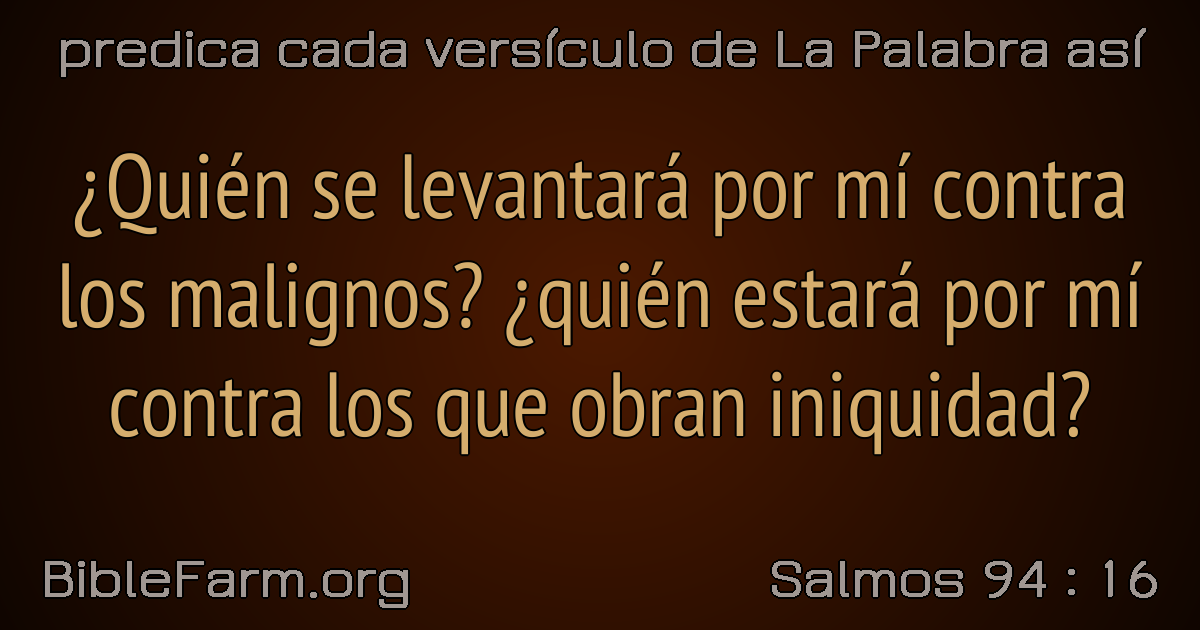 predica cada versículo de La Palabra así
¿Quién se levantará por mí contra
los malignos? ¿quién estará por mí
contra los que obran iniquidad?
BibleFarm.org
Salmos 94 : 16